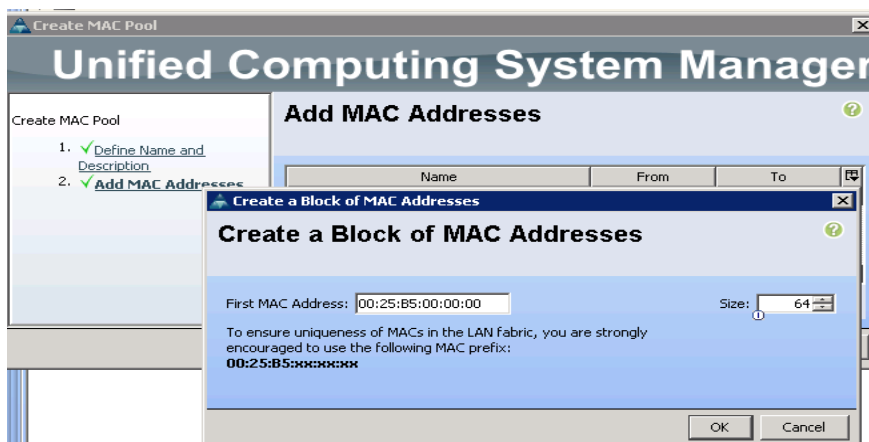 Create MAC Pool
Unified Computing System Manager
Create MAC Pool
1. Define Name and
Description
2. Add MAC Addresses
Add MAC Addresses
Name From To
Create a Block of MAC Addresses
Create a Block of MAC Addresses
First MAC Address: 00:25:B5:00:00:00 Size: 64
To ensure uniqueness of MACs in the LAN fabric, you are strongly
encouraged to use the following MAC prefix:
00:25:B5:xx:xx:xx
OK Cancel